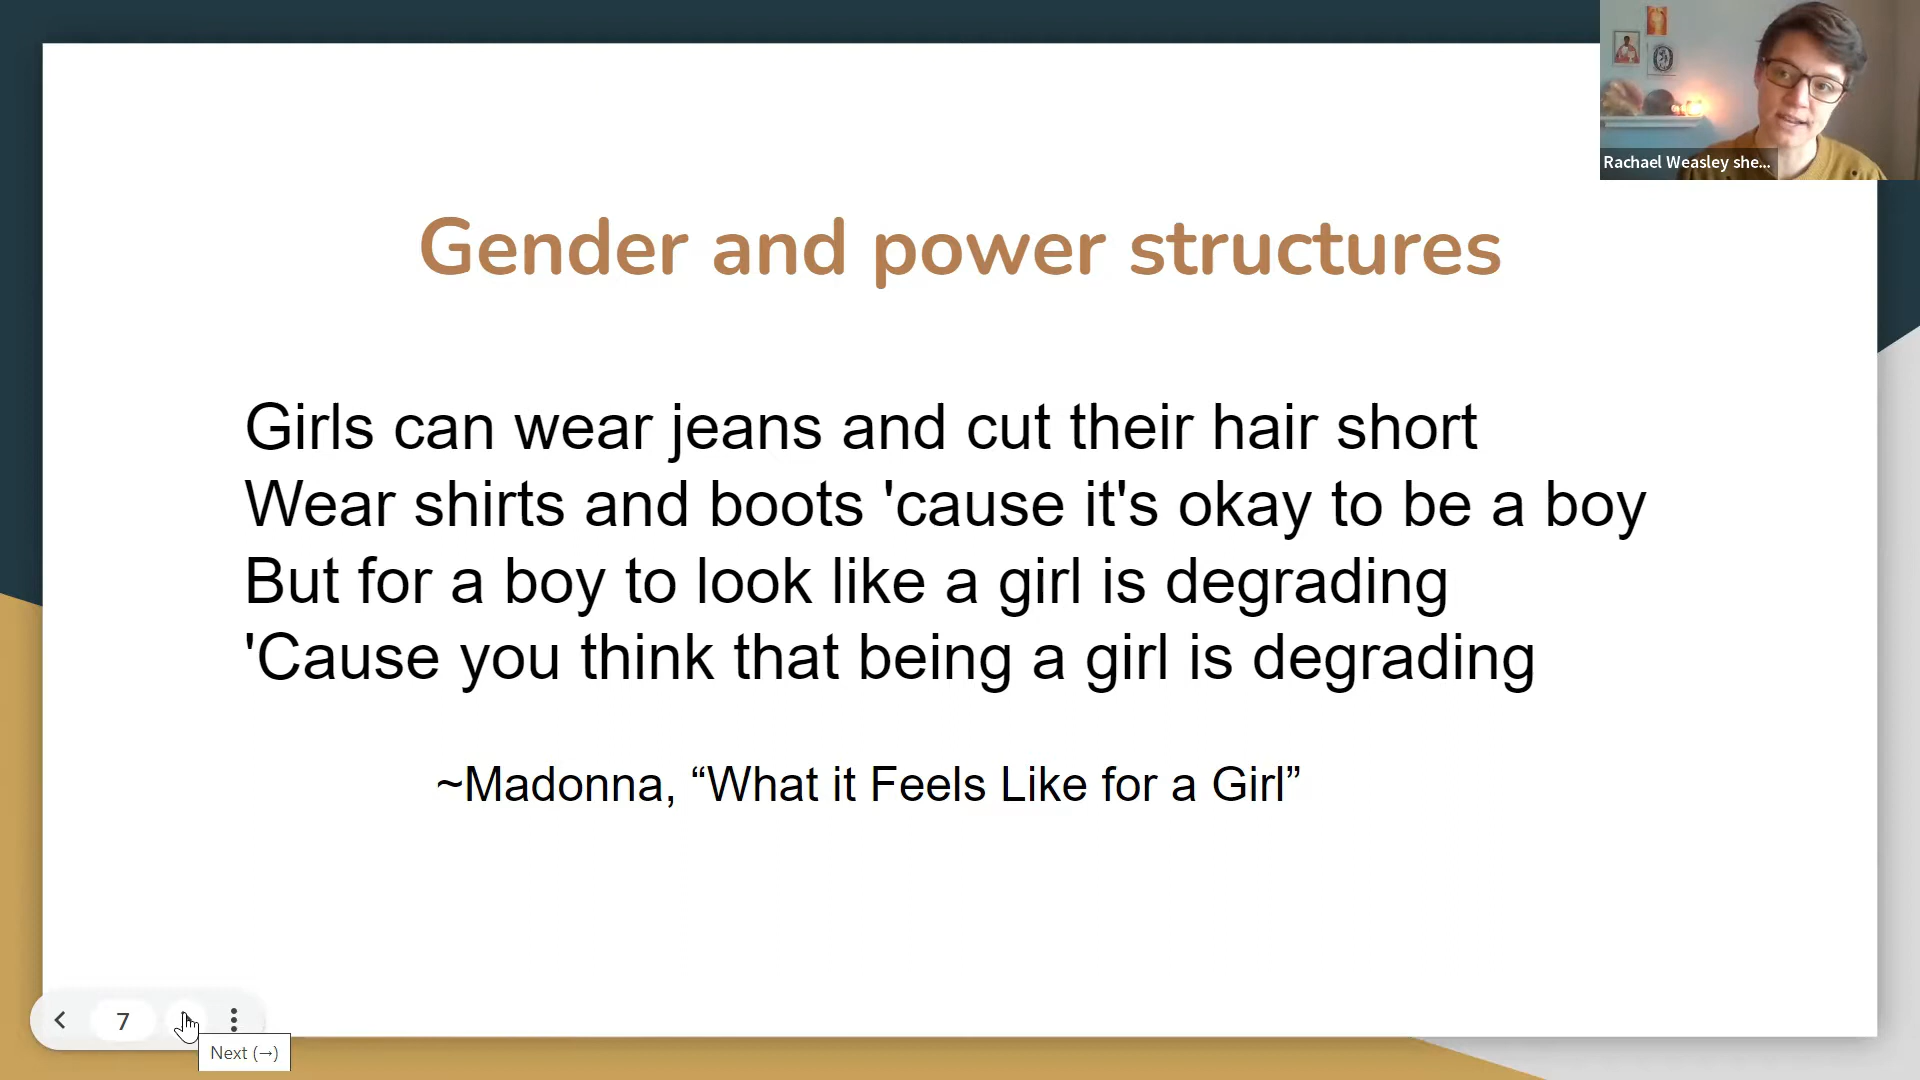 Rachael Weasley she...
Gender and power structures
Girls can wear jeans and cut their hair short
Wear shirts and boots 'cause it's okay to be a boy
But for a boy to look like a girl is degrading
'Cause you think that being a girl is degrading
~Madonna, “What it Feels Like for a Girl”
7
Next (→)